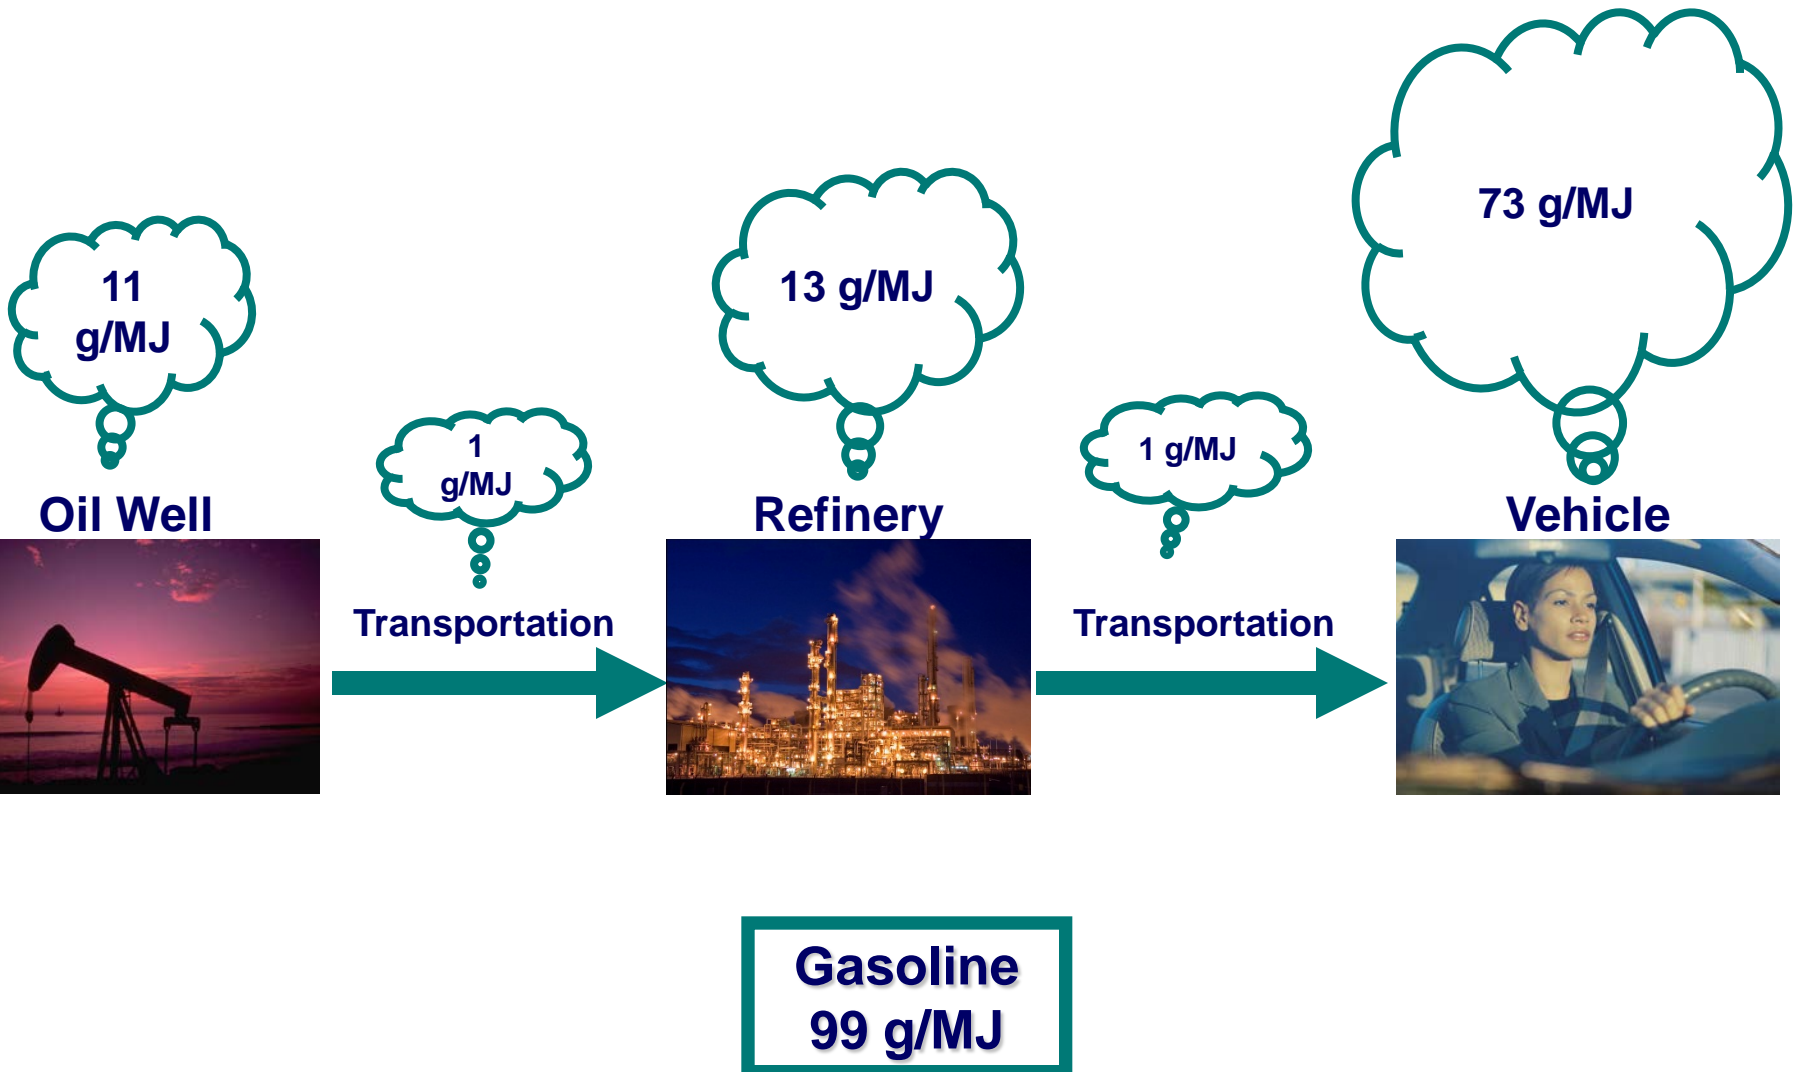 73 g/MJ
11
g/MJ
13 g/MJ
1
g/MJ
1 g/MJ
Oil Well
Refinery
Vehicle
Transportation
Transportation
Gasoline
99 g/MJ